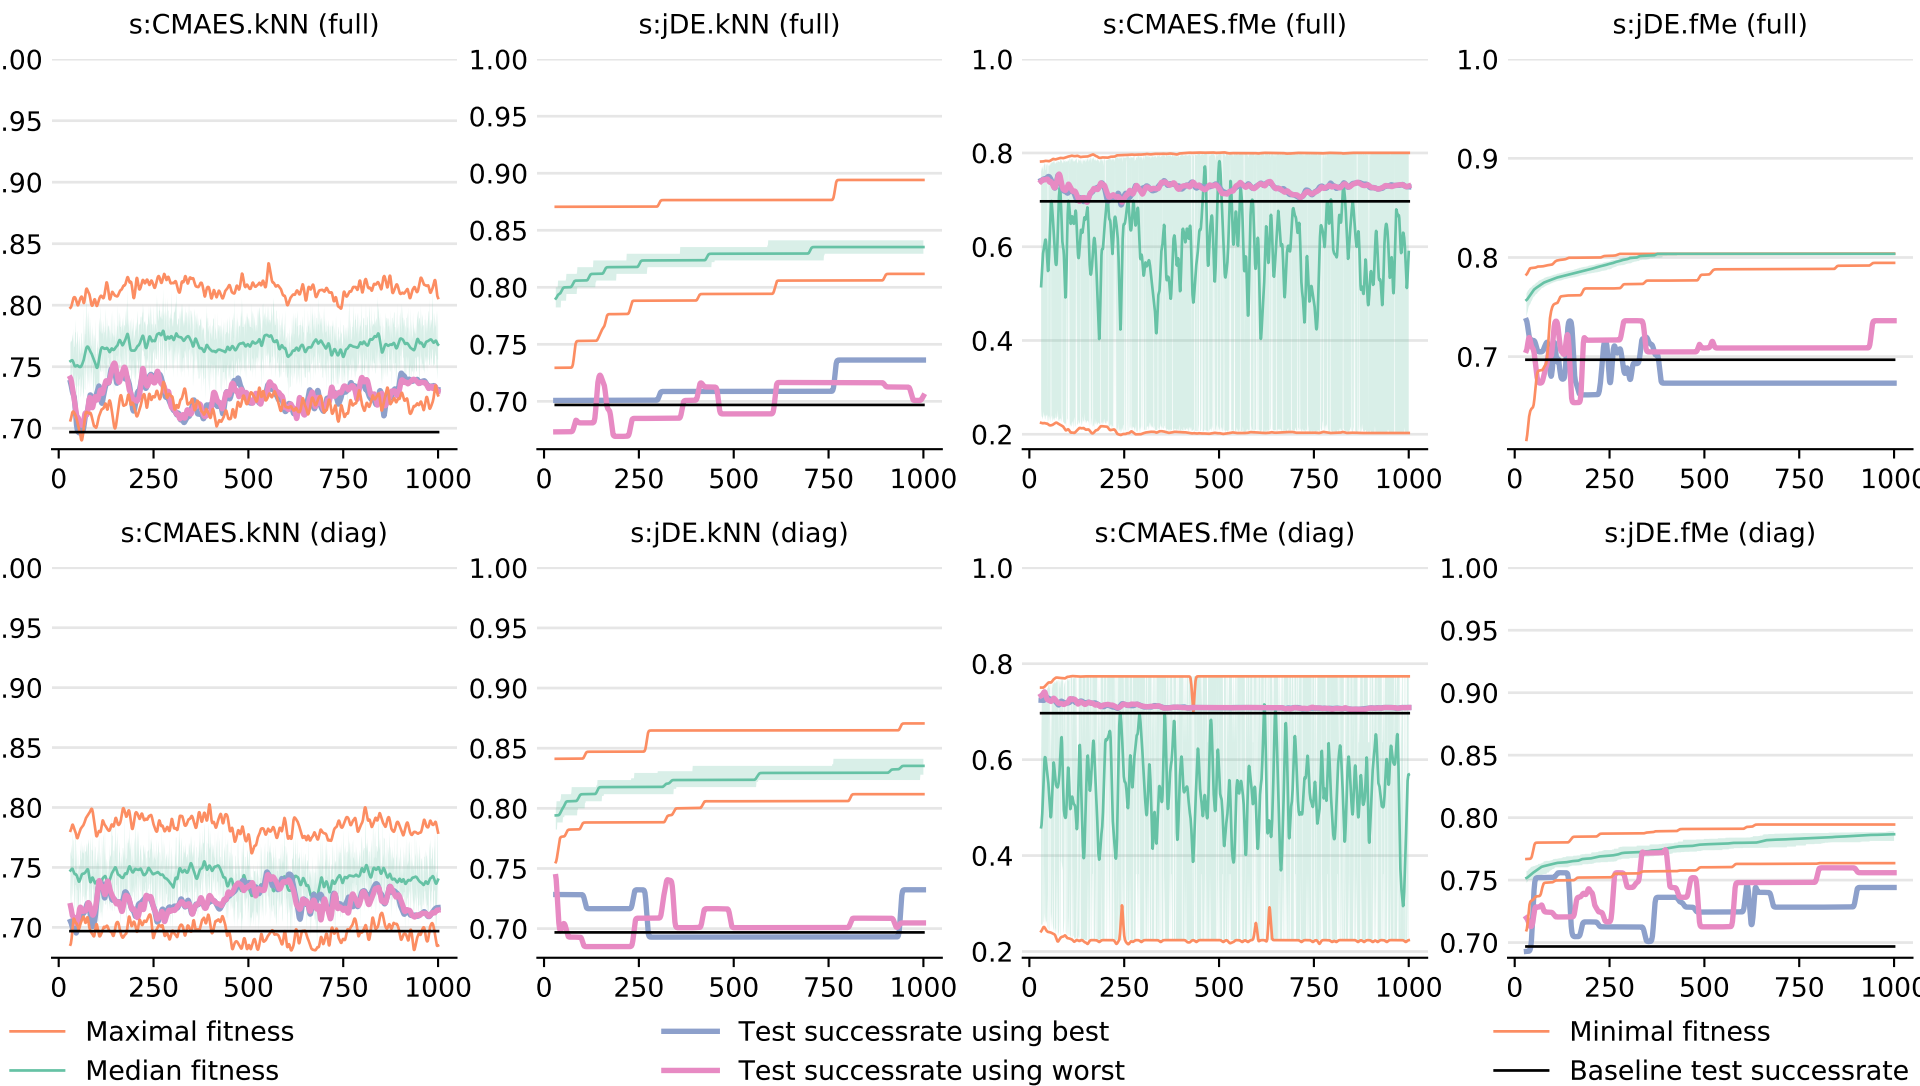 s:CMAES.kNN (full)
s:jDE.kNN (full)
s:CMAES.fMe (full)
s:jDE.fMe (full)
.00
.95
.90
.85
.80
.75
.70
0 250 500 750 1000
1.00
0.95
0.90
0.85
0.80
0.75
0.70
0 250 500 750 1000
1.0
0.8
0.6
0.4
0.2
0 250 500 750 1000
1.0
0.9
0.8
0.7
0 250 500 750 1000
s:CMAES.kNN (diag)
s:jDE.kNN (diag)
s:CMAES.fMe (diag)
s:jDE.fMe (diag)
.00
.95
.90
.85
.80
.75
.70
0 250 500 750 1000
1.00
0.95
0.90
0.85
0.80
0.75
0.70
0 250 500 750 1000
1.0
0.8
0.6
0.4
0.2
0 250 500 750 1000
1.00
0.95
0.90
0.85
0.80
0.75
0.70
0 250 500 750 1000
Maximal fitness
Median fitness
Test successrate using best
Test successrate using worst
Minimal fitness
Baseline test successrate